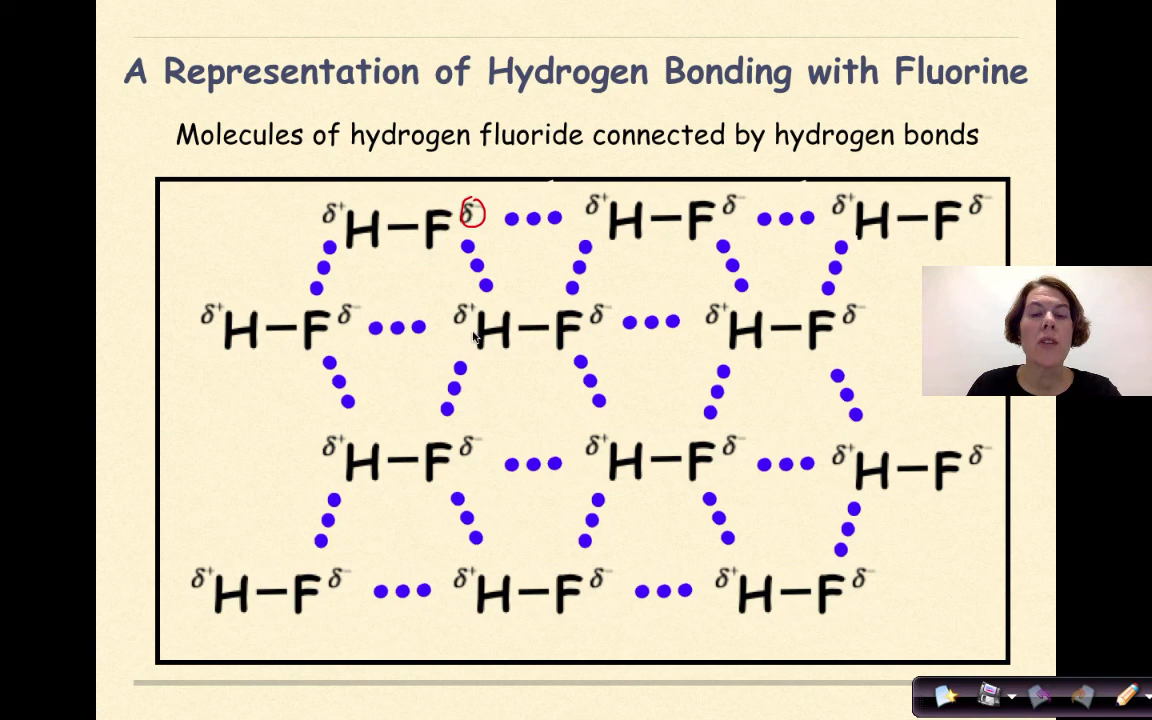 A Representation of Hydrogen Bonding with Fluorine
Molecules of hydrogen fluoride connected by hydrogen bonds
δ⁺H–Fδ⁻ ••• δ⁺H–Fδ⁻ ••• δ⁺H–Fδ⁻
δ⁺H–Fδ⁻ ••• δ⁺H–Fδ⁻ ••• δ⁺H–Fδ⁻
δ⁺H–Fδ⁻ ••• δ⁺H–Fδ⁻ ••• δ⁺H–Fδ⁻
δ⁺H–Fδ⁻ ••• δ⁺H–Fδ⁻ ••• δ⁺H–Fδ⁻